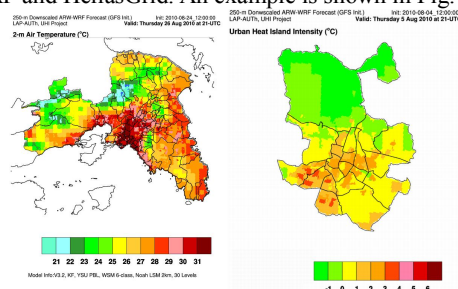 and HellasGrid. An example is shown in Fig.
250-m Downscaled ARW-WRF Forecast (GFS Init.) Init: 2010-08-25_12:00:00
LAP-AUTh, UHI Project Valid: Thursday 26 Aug 2010 at 21-UTC
2-m Air Temperature (°C)
21 22 23 24 25 26 27 28 29 30 31
Model Info:V3.2, KF, YSU PBL, WSM 6-class, Noah LSM 2km, 30 Levels
250-m Downscaled ARW-WRF Forecast (GFS Init.) Init: 2010-08-04_12:00:00
LAP-AUTh, UHI Project Valid: Thursday 5 Aug 2010 at 21-UTC
Urban Heat Island Intensity (°C)
-1 0 1 2 3 4 5 6